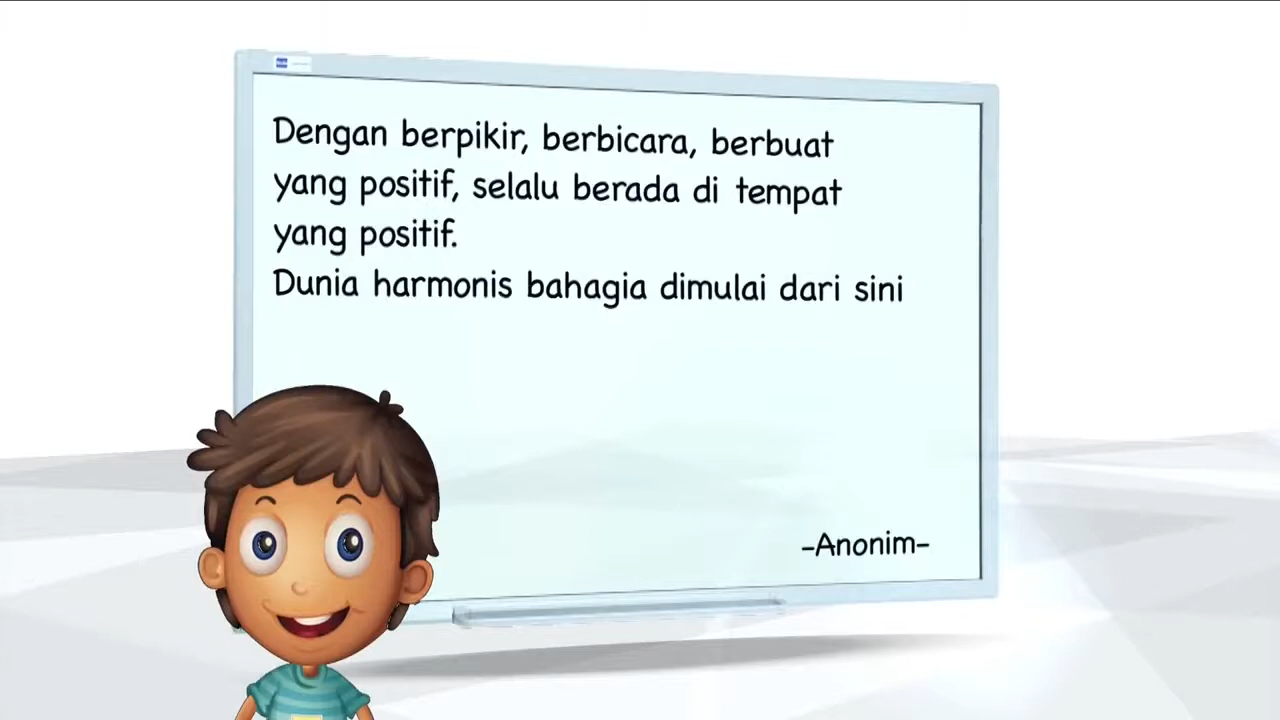 Dengan berpikir, berbicara, berbuat
yang positif, selalu berada di tempat
yang positif.
Dunia harmonis bahagia dimulai dari sini
-Anonim-